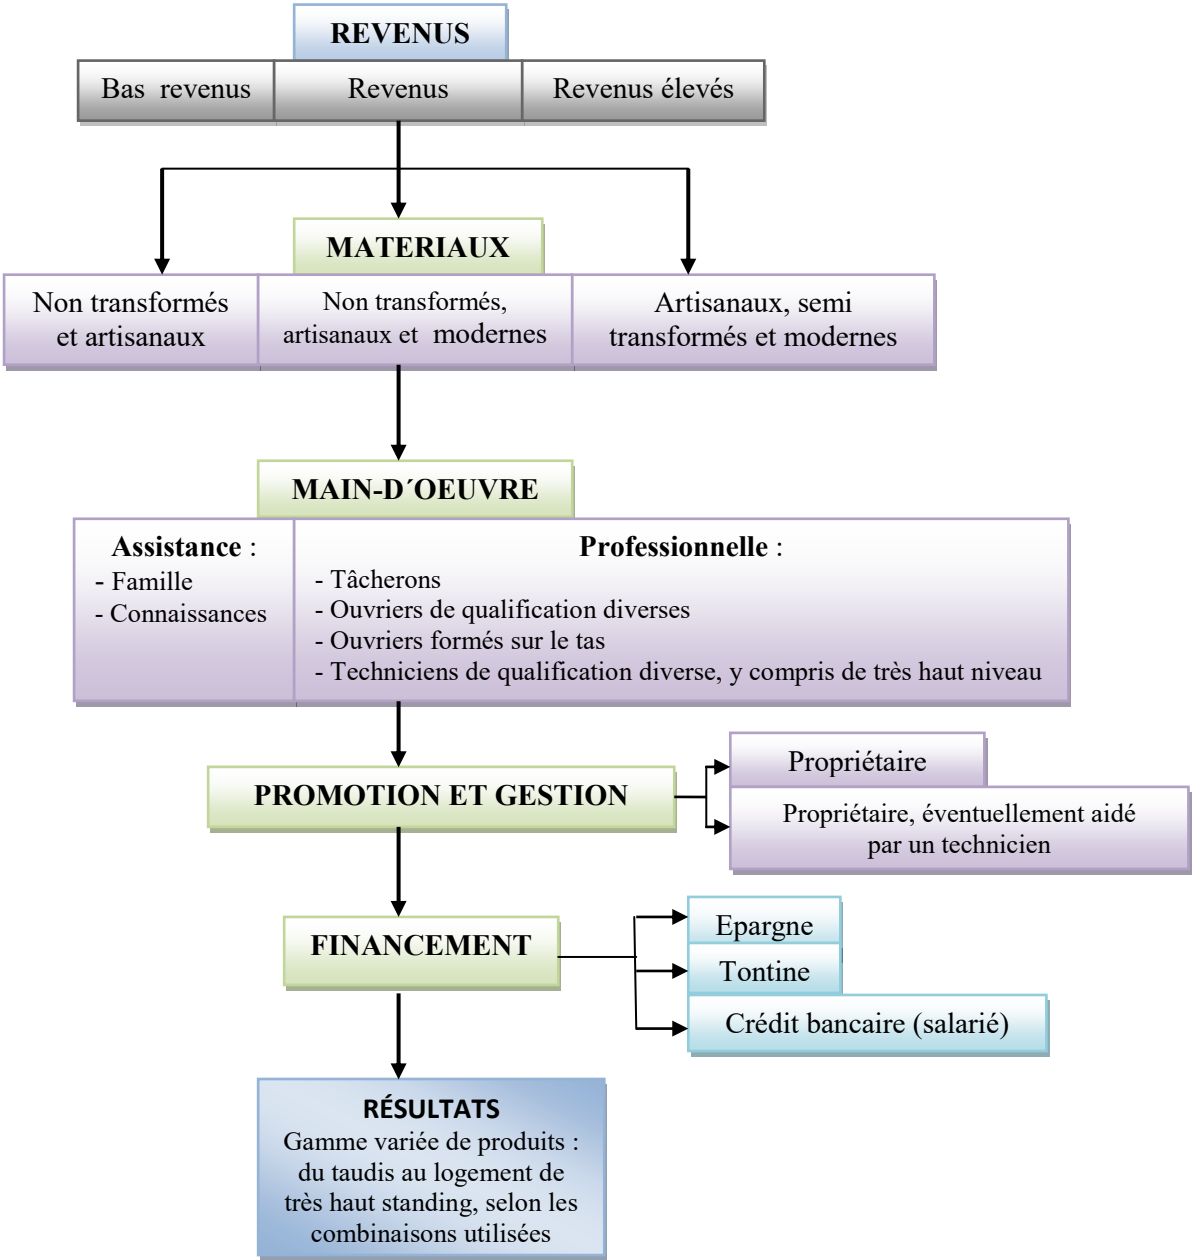 REVENUS
Bas revenus
Revenus
Revenus élevés
MATERIAUX
Non transformés
et artisanaux
Non transformés,
artisanaux et modernes
Artisanaux, semi
transformés et modernes
MAIN-D´OEUVRE
Assistance :
- Famille
- Connaissances
Professionnelle :
- Tâcherons
- Ouvriers de qualification diverses
- Ouvriers formés sur le tas
- Techniciens de qualification diverse, y compris de très haut niveau
PROMOTION ET GESTION
Propriétaire
Propriétaire, éventuellement aidé
par un technicien
FINANCEMENT
Epargne
Tontine
Crédit bancaire (salarié)
RÉSULTATS
Gamme variée de produits :
du taudis au logement de
très haut standing, selon les
combinaisons utilisées